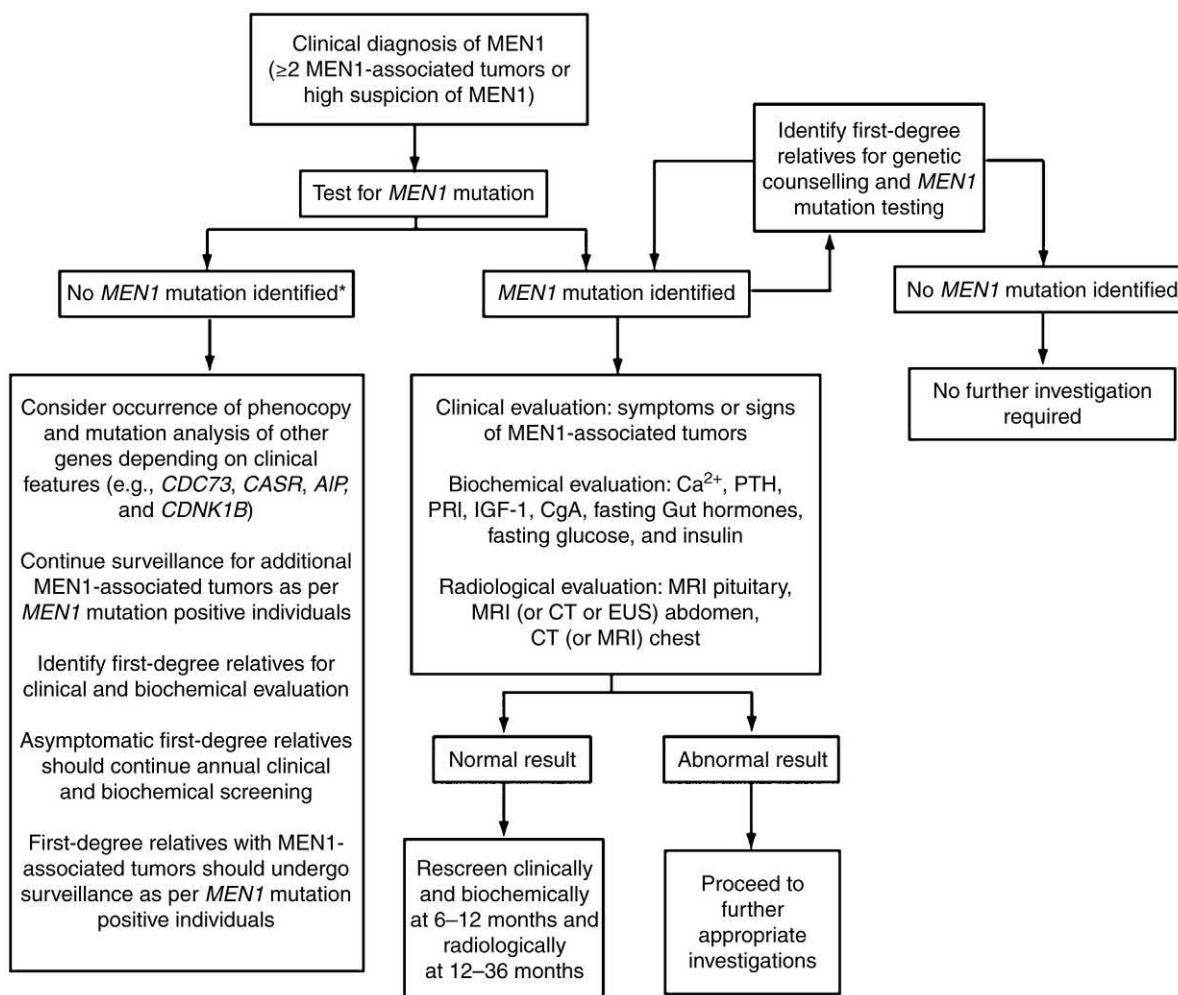 Clinical diagnosis of MEN1
(≥2 MEN1-associated tumors or
high suspicion of MEN1)
Identify first-degree
relatives for genetic
counselling and MEN1
mutation testing
Test for MEN1 mutation
No MEN1 mutation identified*
MEN1 mutation identified
No MEN1 mutation identified
Consider occurrence of phenocopy
and mutation analysis of other
genes depending on clinical
features (e.g., CDC73, CASR, AIP,
and CDNK1B)
Continue surveillance for additional
MEN1-associated tumors as per
MEN1 mutation positive individuals
Identify first-degree relatives for
clinical and biochemical evaluation
Asymptomatic first-degree relatives
should continue annual clinical
and biochemical screening
First-degree relatives with MEN1-
associated tumors should undergo
surveillance as per MEN1 mutation
positive individuals
Clinical evaluation: symptoms or signs
of MEN1-associated tumors
Biochemical evaluation: Ca²⁺, PTH,
PRI, IGF-1, CgA, fasting Gut hormones,
fasting glucose, and insulin
Radiological evaluation: MRI pituitary,
MRI (or CT or EUS) abdomen,
CT (or MRI) chest
No further investigation
required
Normal result
Abnormal result
Rescreen clinically
and biochemically
at 6–12 months and
radiologically
at 12–36 months
Proceed to
further
appropriate
investigations